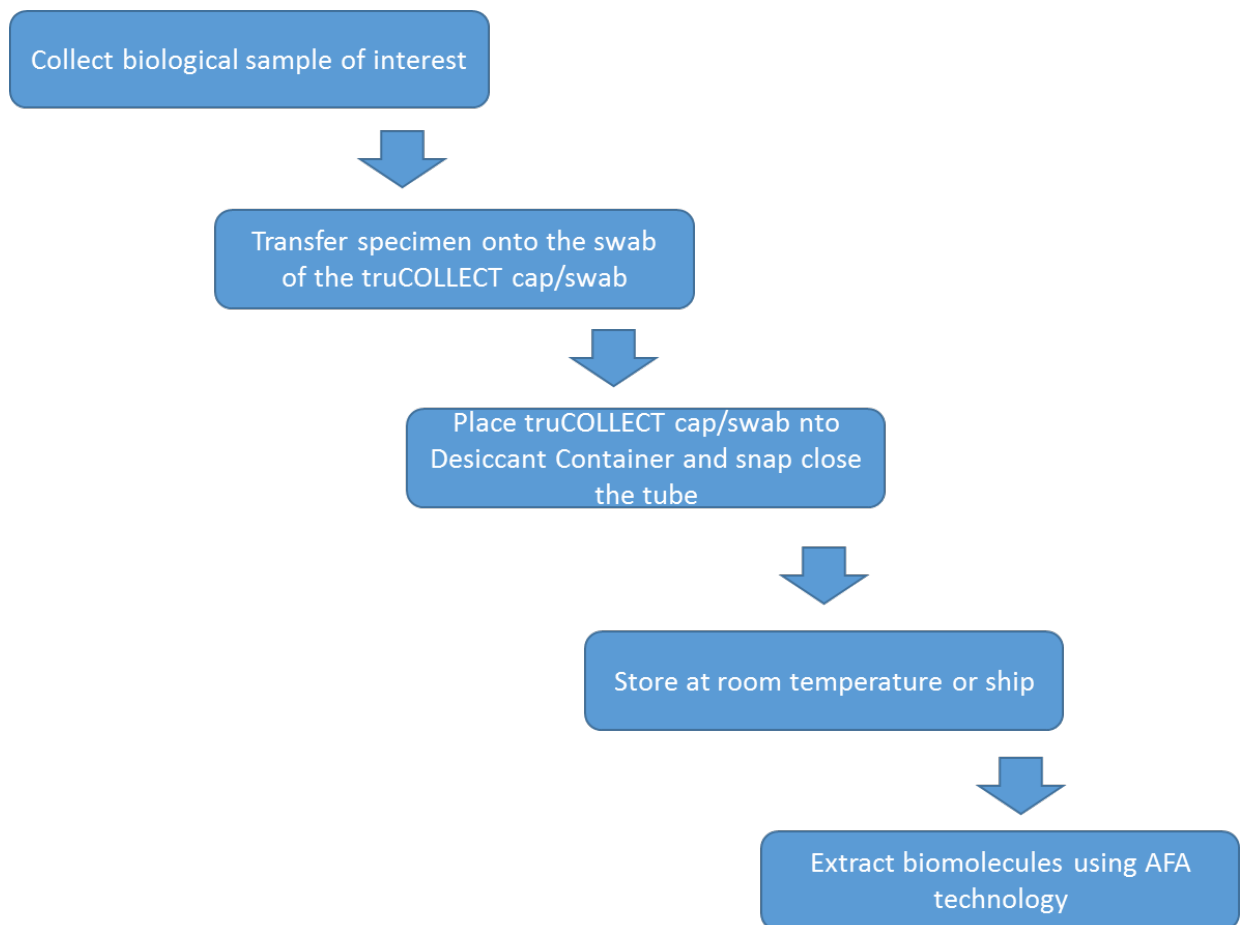 Collect biological sample of interest
Transfer specimen onto the swab
of the truCOLLECT cap/swab
Place truCOLLECT cap/swab nto
Desiccant Container and snap close
the tube
Store at room temperature or ship
Extract biomolecules using AFA
technology